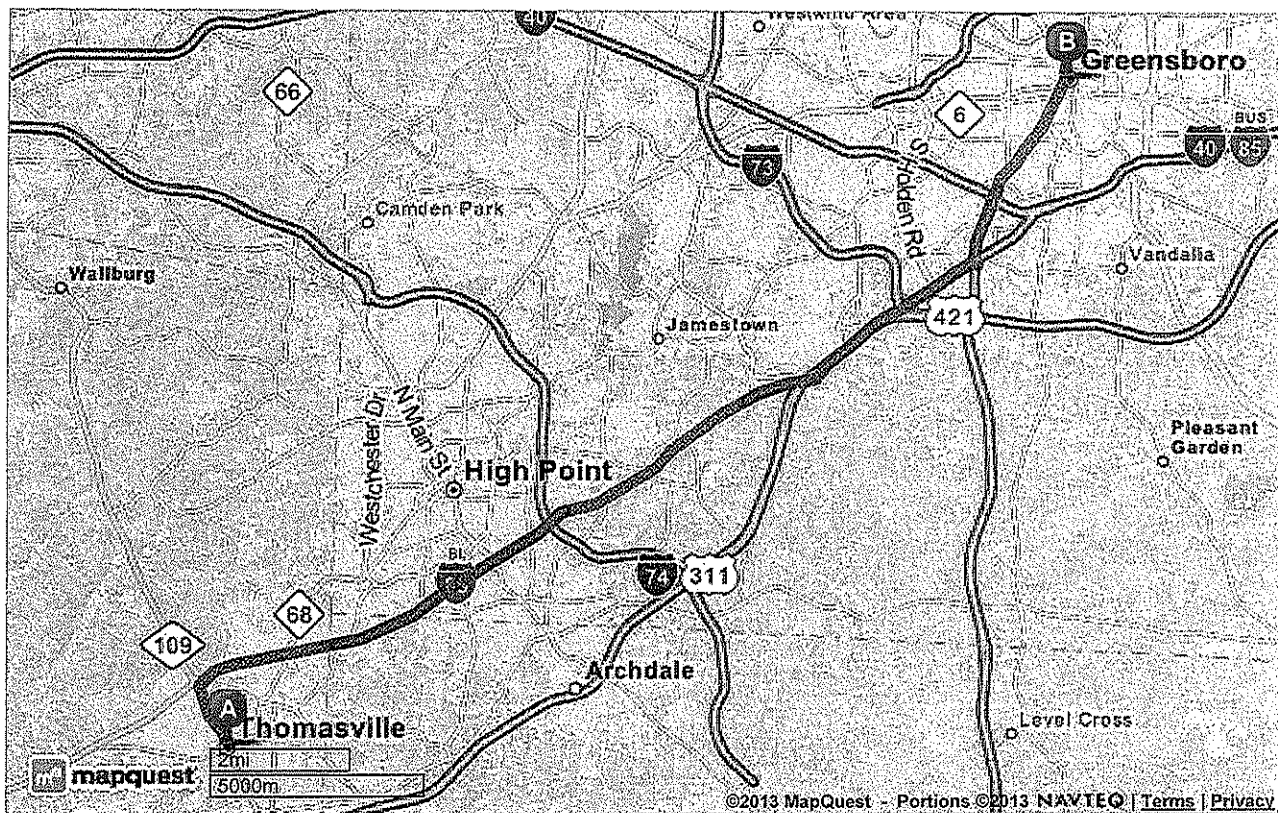 40
Westwind Area
B
Greensboro
66
6
BUS
40
85
73
S Holden Rd
Camden Park
Wallburg
Vandalia
421
Jamestown
Westchester Dr
N Main St
High Point
Pleasant
Garden
BL
74
311
68
109
Archdale
A
Thomasville
Level Cross
2mi
5000m
mapquest
©2013 MapQuest - Portions ©2013 NAVTEQ | Terms | Privacy